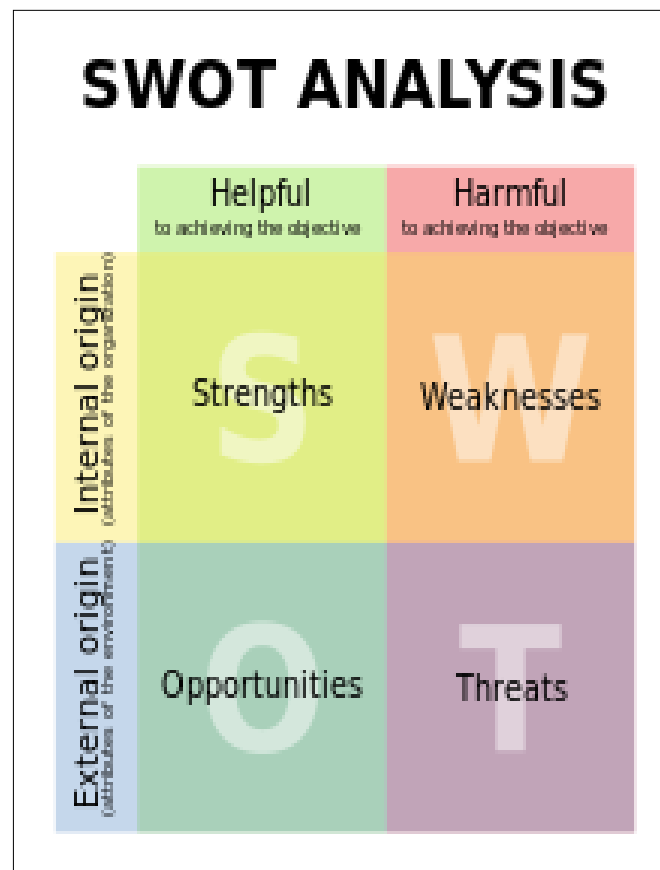 SWOT ANALYSIS
Helpful
to achieving the objective
Harmful
to achieving the objective
Internal origin
(attributes of the organization)
S
Strengths
W
Weaknesses
External origin
(attributes of the environment)
O
Opportunities
T
Threats